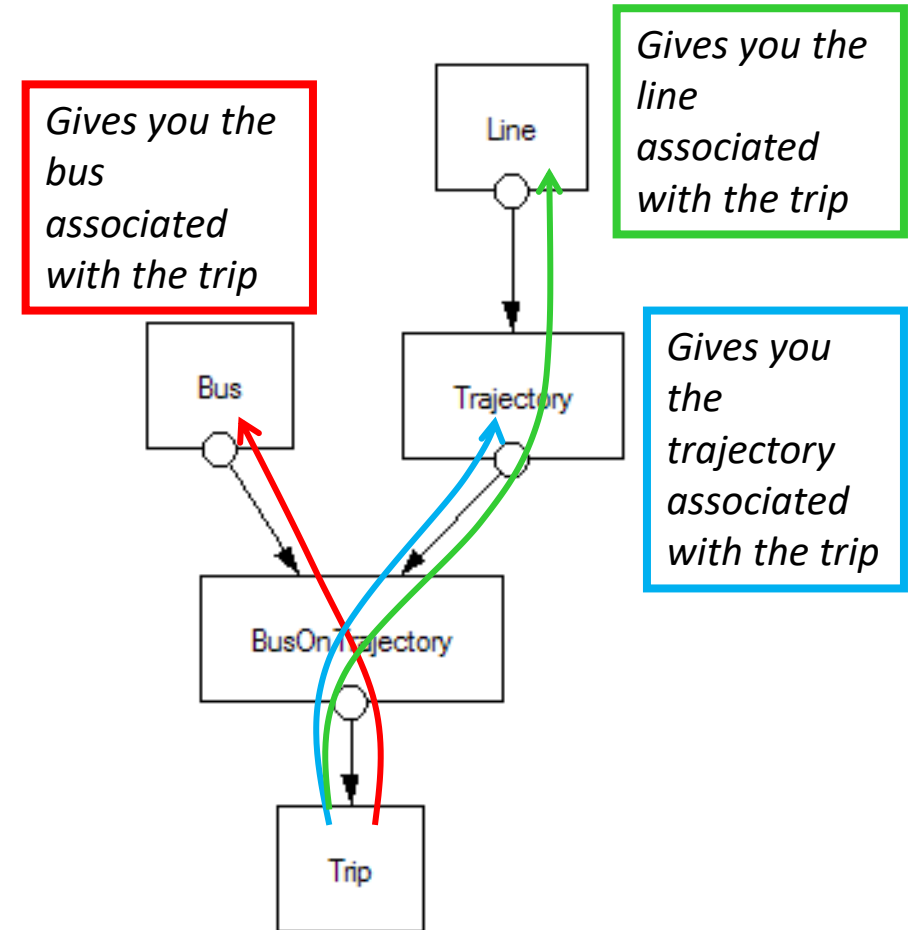 Gives you the
line
associated
with the trip
Gives you the
bus
associated
with the trip
Line
Gives you
the
trajectory
associated
with the trip
Bus
Trajectory
BusOnTrajectory
Trip